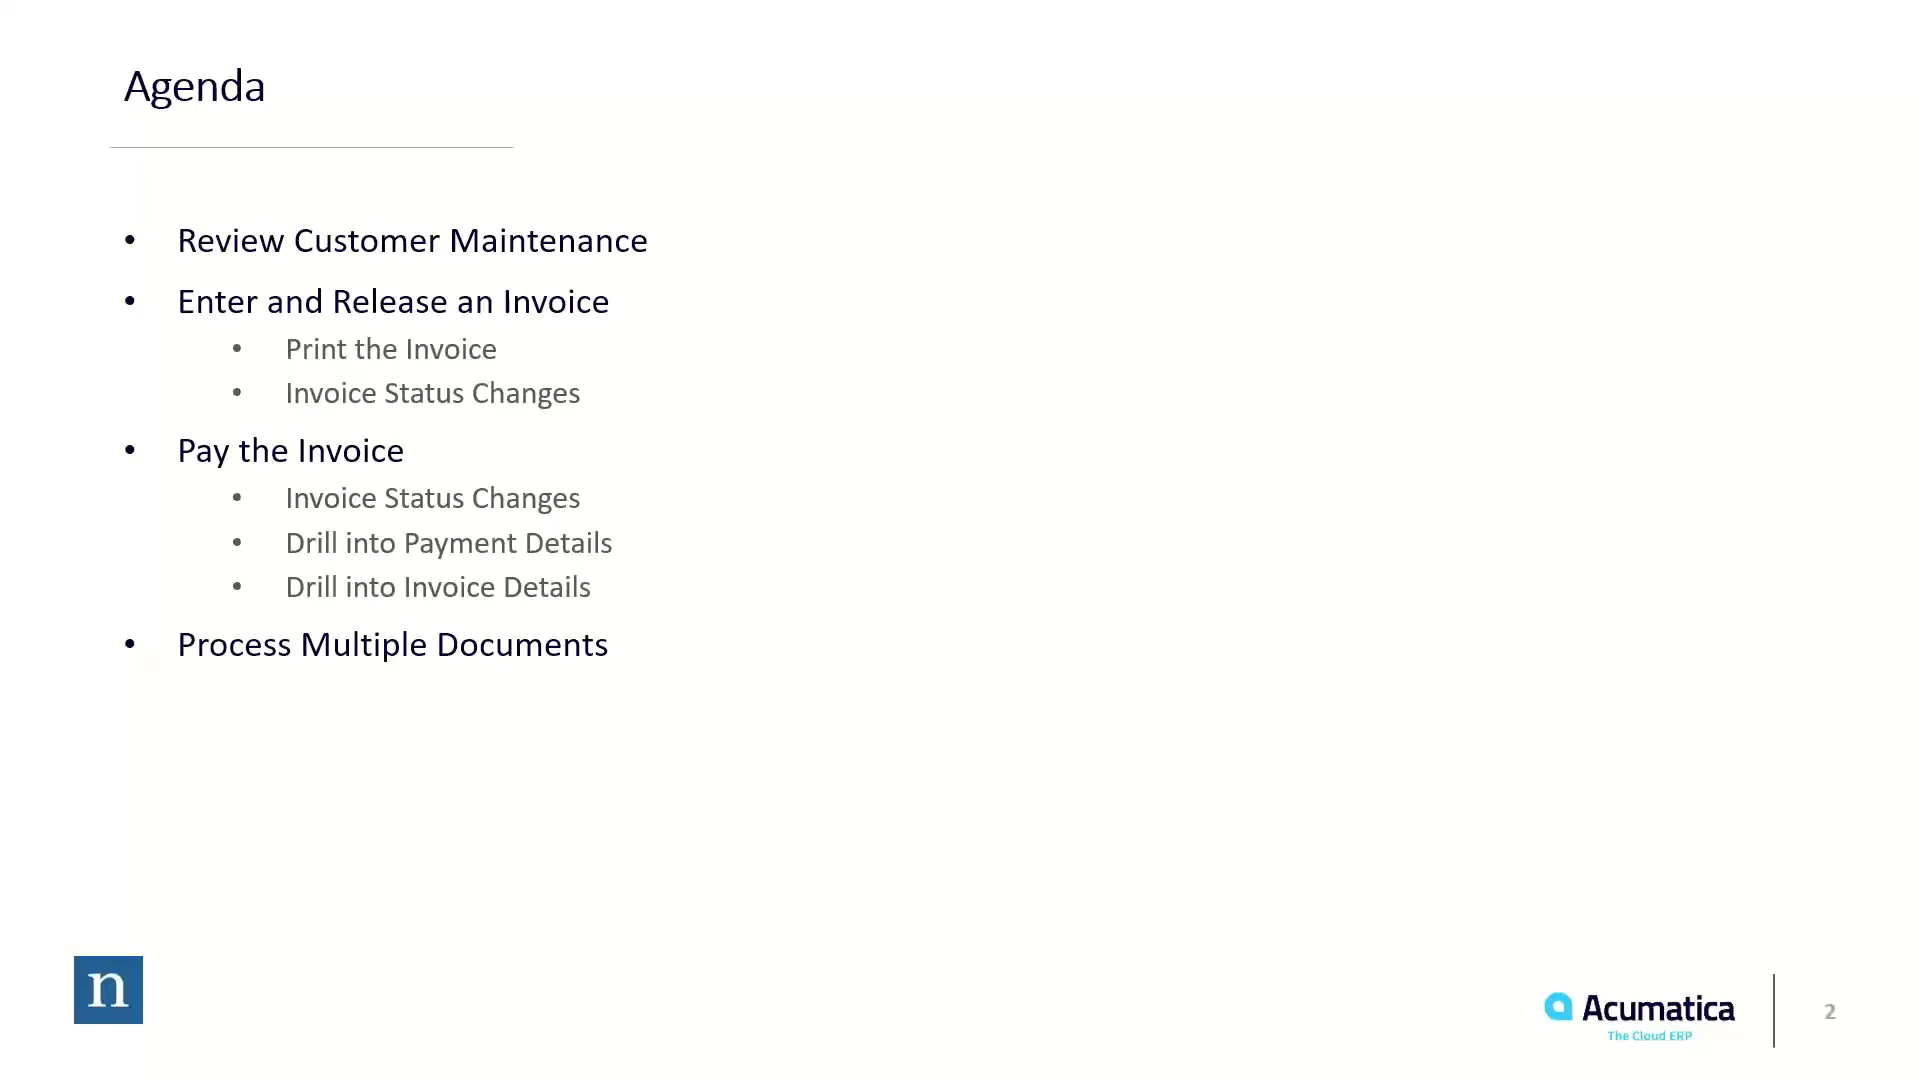 Agenda
• Review Customer Maintenance
• Enter and Release an Invoice
• Print the Invoice
• Invoice Status Changes
• Pay the Invoice
• Invoice Status Changes
• Drill into Payment Details
• Drill into Invoice Details
• Process Multiple Documents
n
Acumatica
The Cloud ERP
2